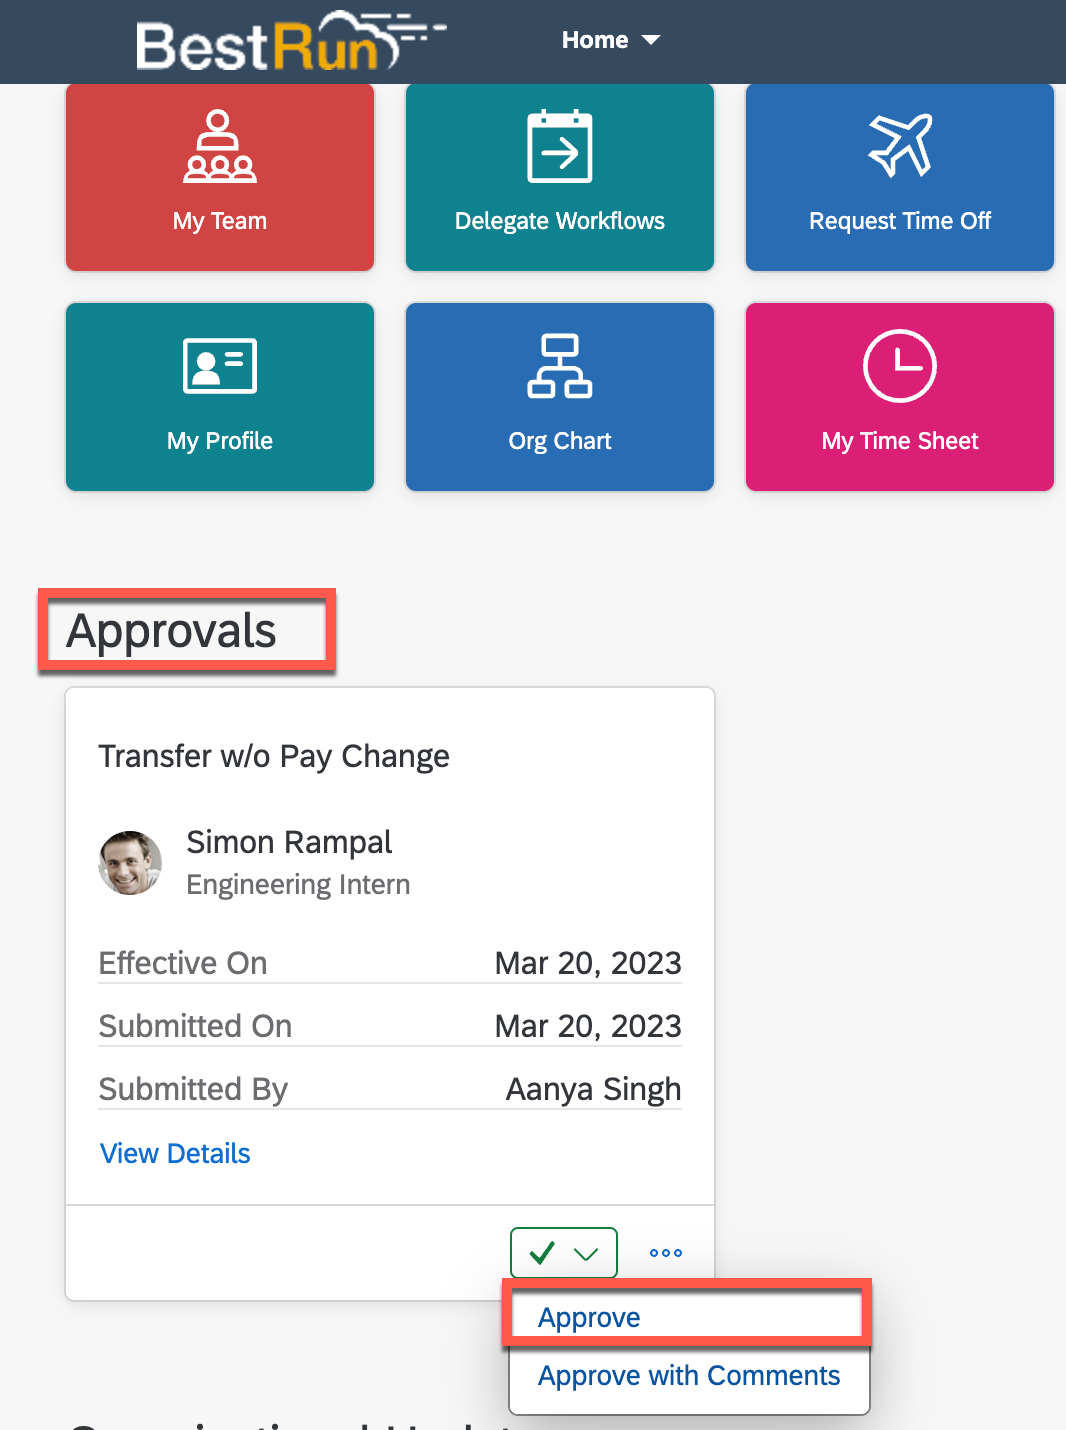 BestRun
Home
My Team
Delegate Workflows
Request Time Off
My Profile
Org Chart
My Time Sheet
Approvals
Transfer w/o Pay Change
Simon Rampal
Engineering Intern
Effective On Mar 20, 2023
Submitted On Mar 20, 2023
Submitted By Aanya Singh
View Details
Approve
Approve with Comments